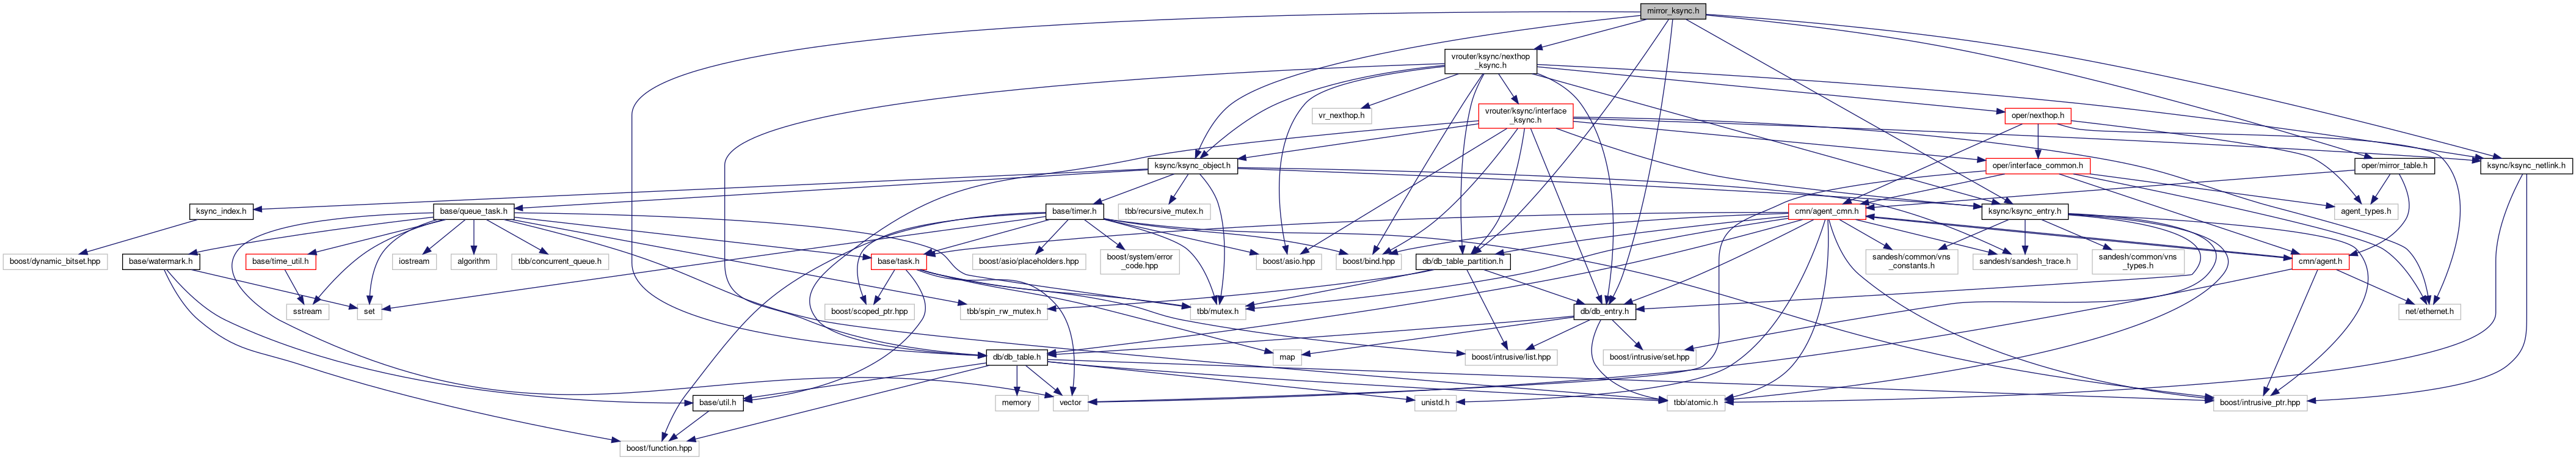 mirror_ksync.h
vrouter/ksync/nexthop
_ksync.h
vr_nexthop.h
vrouter/ksync/interface
_ksync.h
oper/nexthop.h
ksync/ksync_object.h
oper/interface_common.h
oper/mirror_table.h
ksync/ksync_netlink.h
ksync_index.h
base/queue_task.h
base/timer.h
tbb/recursive_mutex.h
cmn/agent_cmn.h
ksync/ksync_entry.h
agent_types.h
boost/dynamic_bitset.hpp
base/watermark.h
base/time_util.h
iostream
algorithm
tbb/concurrent_queue.h
base/task.h
boost/asio/placeholders.hpp
boost/system/error
_code.hpp
boost/asio.hpp
boost/bind.hpp
db/db_table_partition.h
sandesh/common/vns
_constants.h
sandesh/sandesh_trace.h
sandesh/common/vns
_types.h
cmn/agent.h
sstream
set
boost/scoped_ptr.hpp
tbb/spin_rw_mutex.h
tbb/mutex.h
db/db_entry.h
net/ethernet.h
db/db_table.h
map
boost/intrusive/list.hpp
boost/intrusive/set.hpp
base/util.h
memory
vector
unistd.h
tbb/atomic.h
boost/intrusive_ptr.hpp
boost/function.hpp